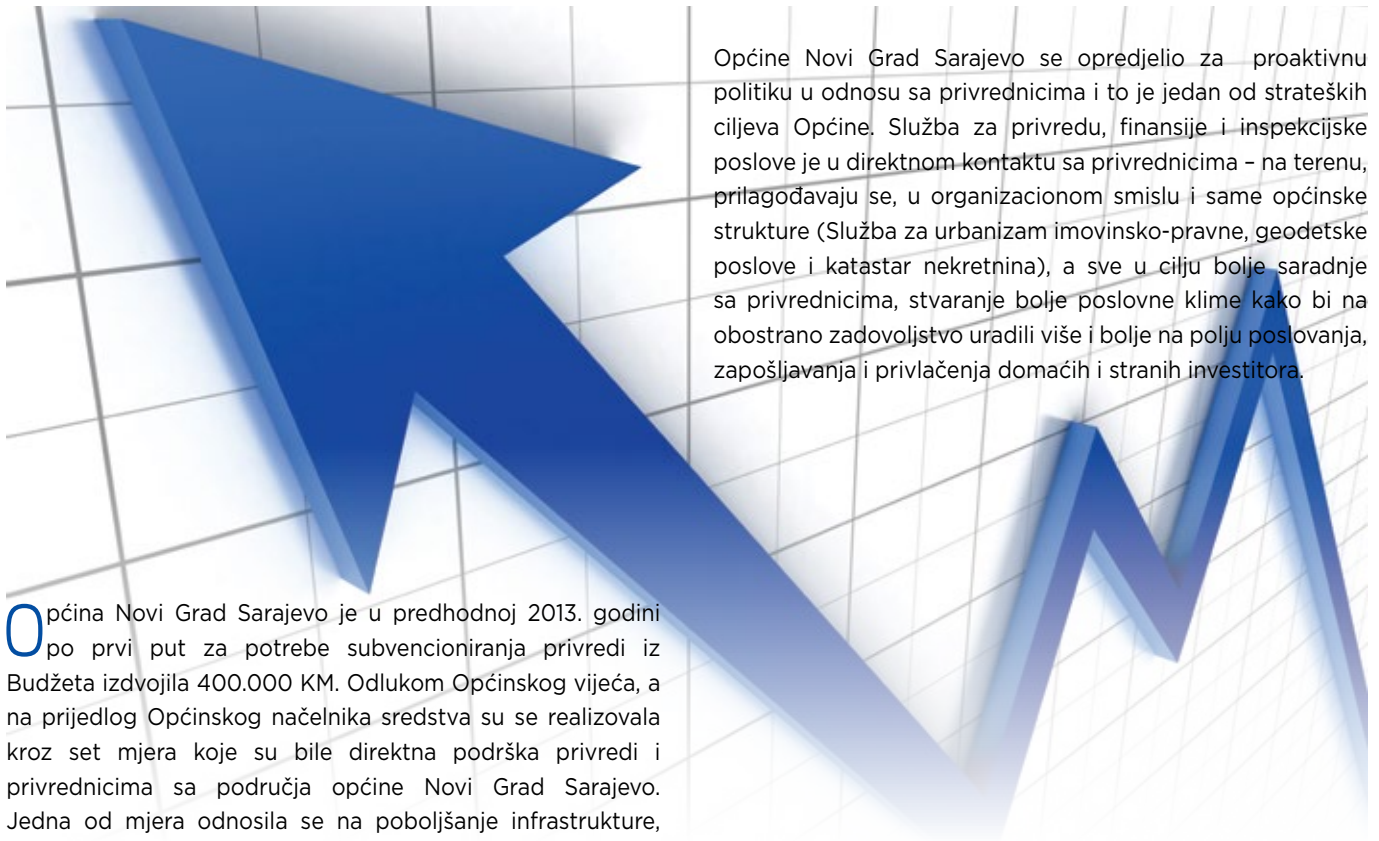 Općina Novi Grad Sarajevo je u predhodnoj 2013. godini
po prvi put za potrebe subvencioniranja privredi iz
Budžeta izdvojila 400.000 KM. Odlukom Općinskog vijeća, a
na prijedlog Općinskog načelnika sredstva su se realizovala
kroz set mjera koje su bile direktna podrška privredi i
privrednicima sa područja općine Novi Grad Sarajevo.
Jedna od mjera odnosila se na poboljšanje infrastrukture,
Općine Novi Grad Sarajevo se opredjelio za proaktivnu
politiku u odnosu sa privrednicima i to je jedan od strateških
ciljeva Općine. Služba za privredu, finansije i inspekcijske
poslove je u direktnom kontaktu sa privrednicima – na terenu,
prilagođavaju se, u organizacionom smislu i same općinske
strukture (Služba za urbanizam imovinsko-pravne, geodetske
poslove i katastar nekretnina), a sve u cilju bolje saradnje
sa privrednicima, stvaranje bolje poslovne klime kako bi na
obostrano zadovoljstvo uradili više i bolje na polju poslovanja,
zapošljavanja i privlačenja domaćih i stranih investitora.